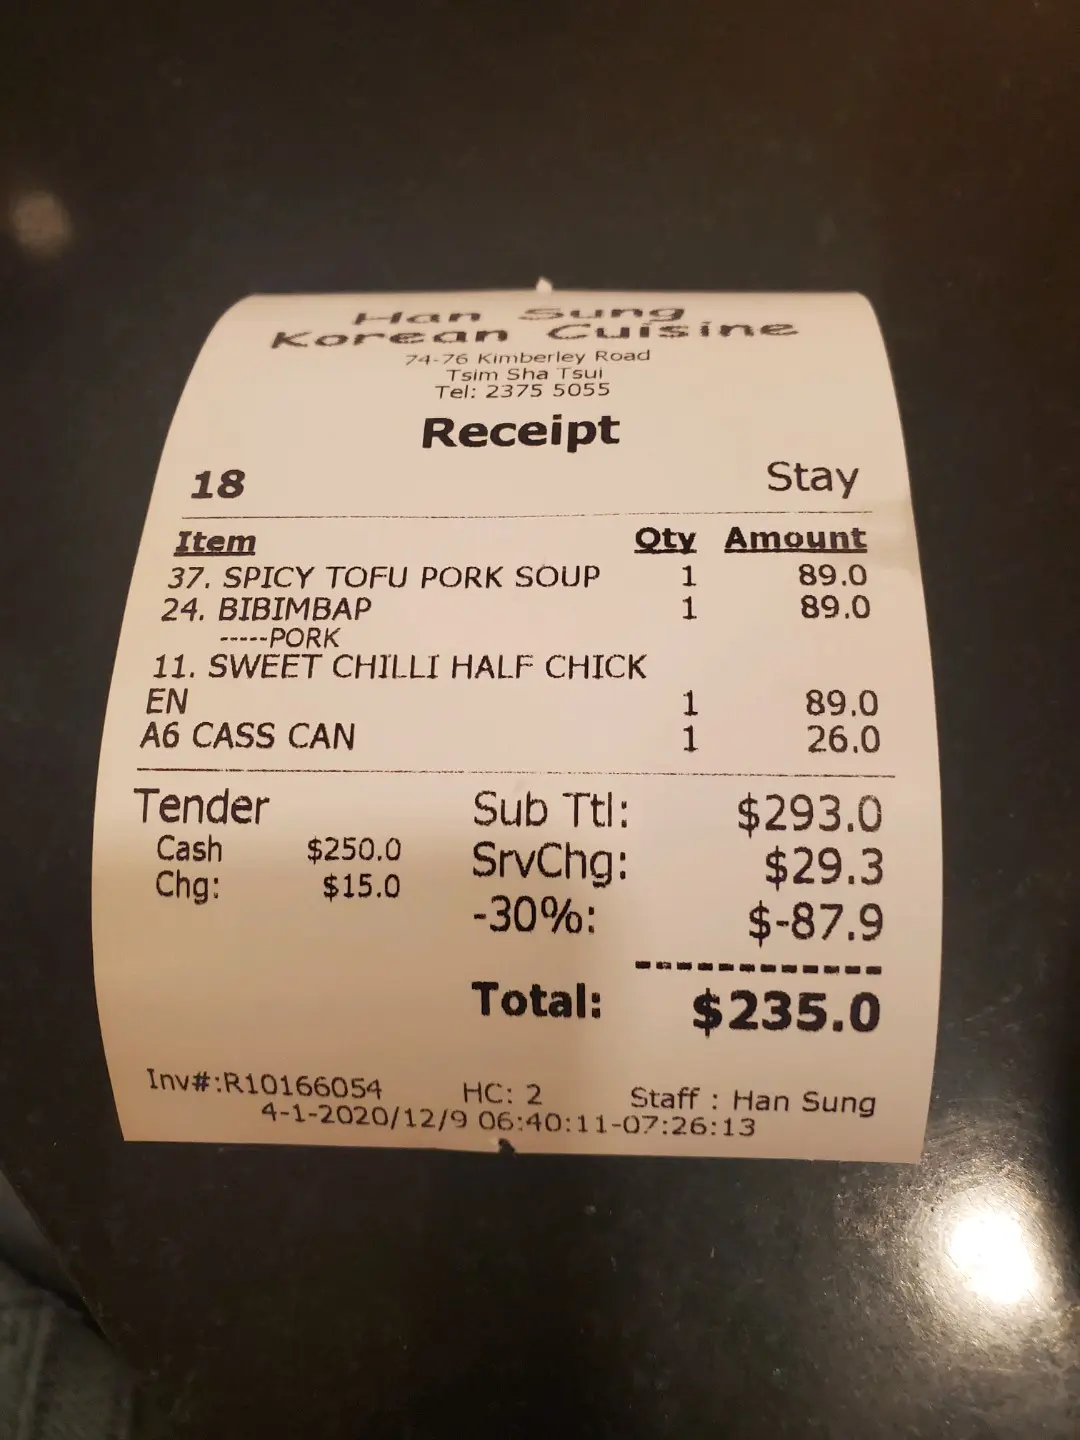 Han Sung
Korean Cuisine
74-76 Kimberley Road
Tsim Sha Tsui
Tel: 2375 5055
Receipt
18 Stay
Item Qty Amount
37. SPICY TOFU PORK SOUP 1 89.0
24. BIBIMBAP 1 89.0
-----PORK
11. SWEET CHILLI HALF CHICK
EN 1 89.0
A6 CASS CAN 1 26.0
Tender Sub Ttl: $293.0
Cash $250.0 SrvChg: $29.3
Chg: $15.0 -30%: $-87.9
Total: $235.0
Inv#:R10166054 HC: 2 Staff : Han Sung
4-1-2020/12/9 06:40:11-07:26:13